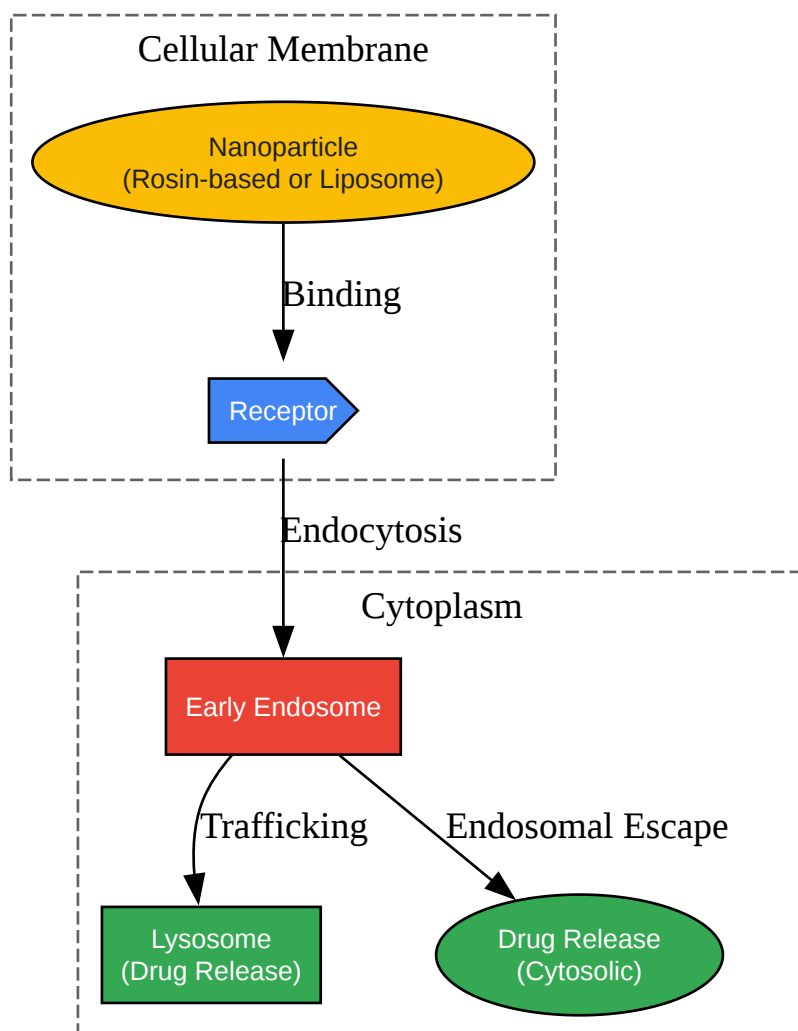 Cellular Membrane
Nanoparticle
(Rosin-based or Liposome)
Binding
Receptor
Endocytosis
Cytoplasm
Early Endosome
Trafficking
Endosomal Escape
Lysosome
(Drug Release)
Drug Release
(Cytosolic)